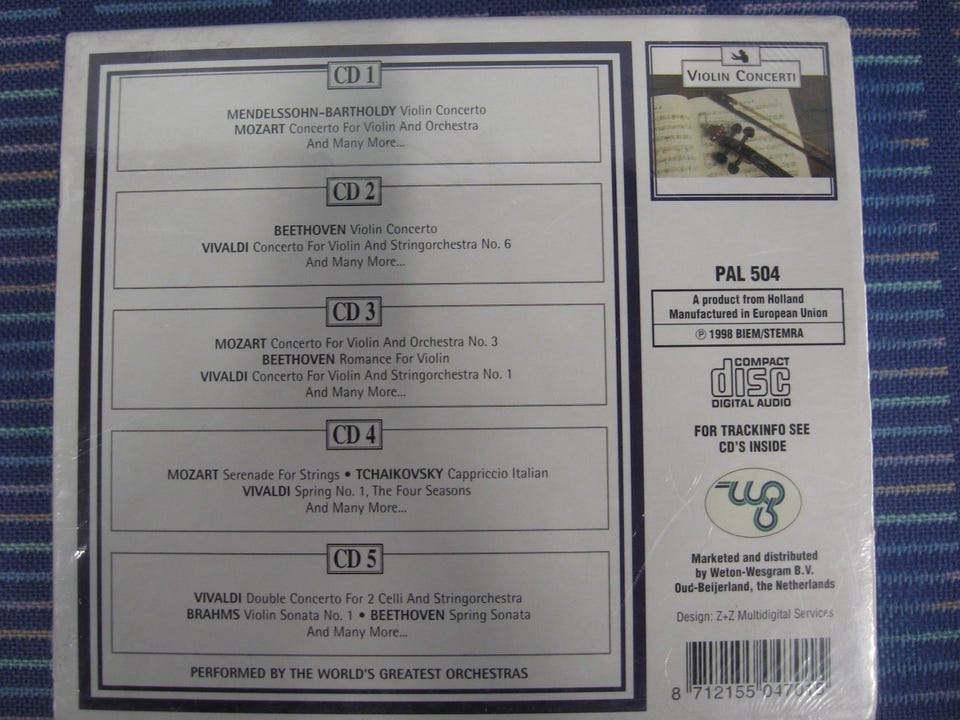 CD 1
MENDELSSOHN-BARTHOLDY Violin Concerto
MOZART Concerto For Violin And Orchestra
And Many More...
CD 2
BEETHOVEN Violin Concerto
VIVALDI Concerto For Violin And Stringorchestra No. 6
And Many More...
CD 3
MOZART Concerto For Violin And Orchestra No. 3
BEETHOVEN Romance For Violin
VIVALDI Concerto For Violin And Stringorchestra No. 1
And Many More...
CD 4
MOZART Serenade For Strings • TCHAIKOVSKY Cappriccio Italian
VIVALDI Spring No. 1, The Four Seasons
And Many More...
CD 5
VIVALDI Double Concerto For 2 Celli And Stringorchestra
BRAHMS Violin Sonata No. 1 • BEETHOVEN Spring Sonata
And Many More...
PERFORMED BY THE WORLD'S GREATEST ORCHESTRAS
VIOLIN CONCERTI
PAL 504
A product from Holland
Manufactured in European Union
℗ 1998 BIEM/STEMRA
COMPACT
disc
DIGITAL AUDIO
FOR TRACKINFO SEE
CD'S INSIDE
Marketed and distributed
by Weton-Wesgram B.V.
Oud-Beijerland, the Netherlands
Design: Z+Z Multidigital Services
8 712155